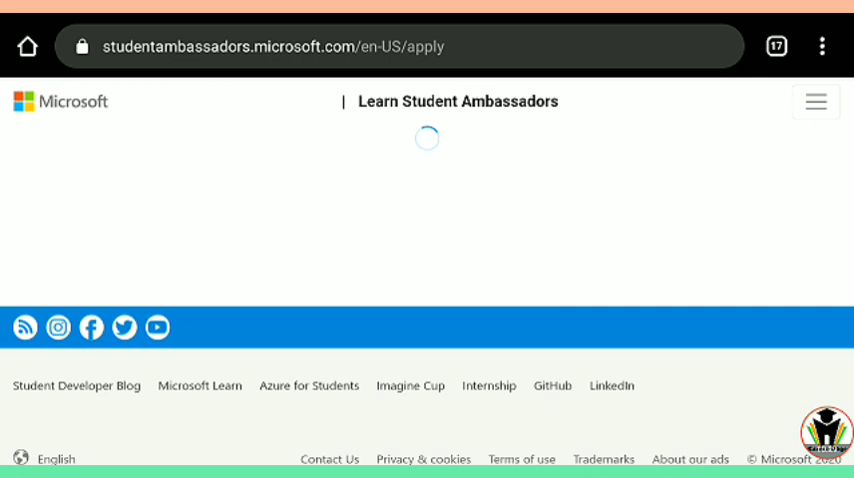 studentambassadors.microsoft.com/en-US/apply
17
Microsoft
| Learn Student Ambassadors
Student Developer Blog Microsoft Learn Azure for Students Imagine Cup Internship GitHub LinkedIn
English Contact Us Privacy & cookies Terms of use Trademarks About our ads © Microsoft 2020